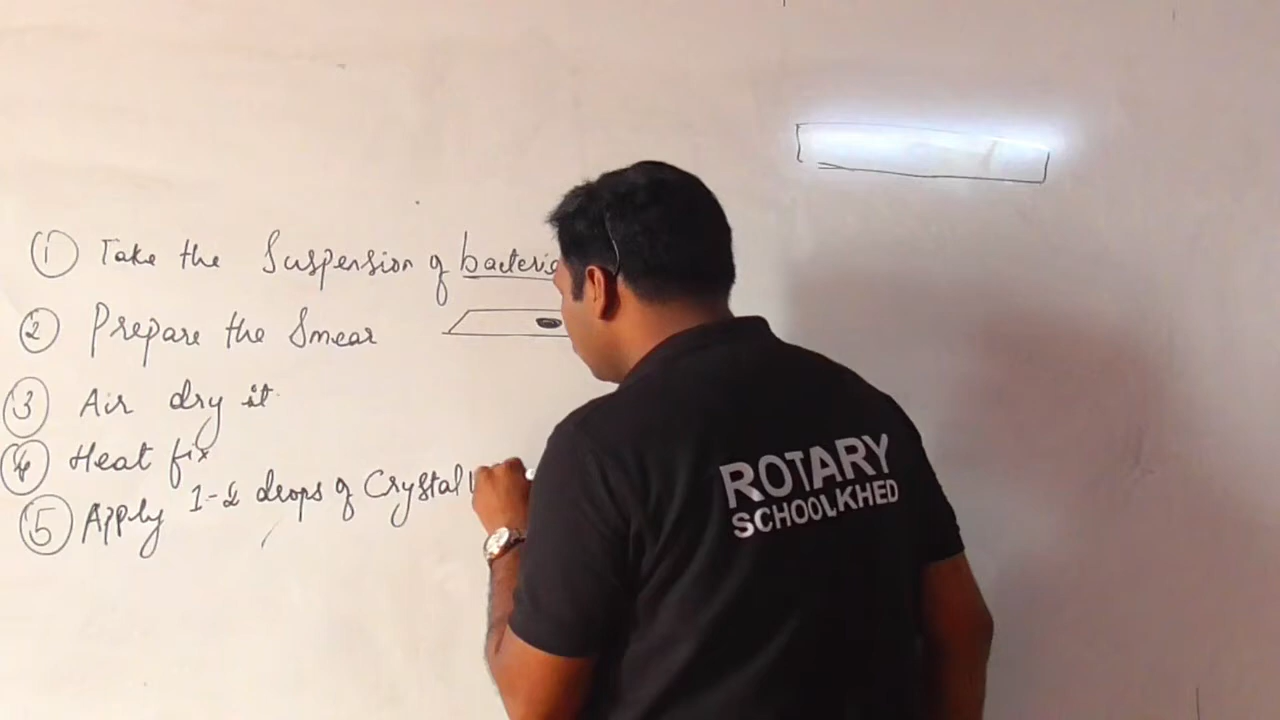 ① Take the Suspension of bacteria
② Prepare the Smear
③ Air dry it
④ Heat fix
⑤ Apply 1-2 drops of Crystal
ROTARY
SCHOOL KHED